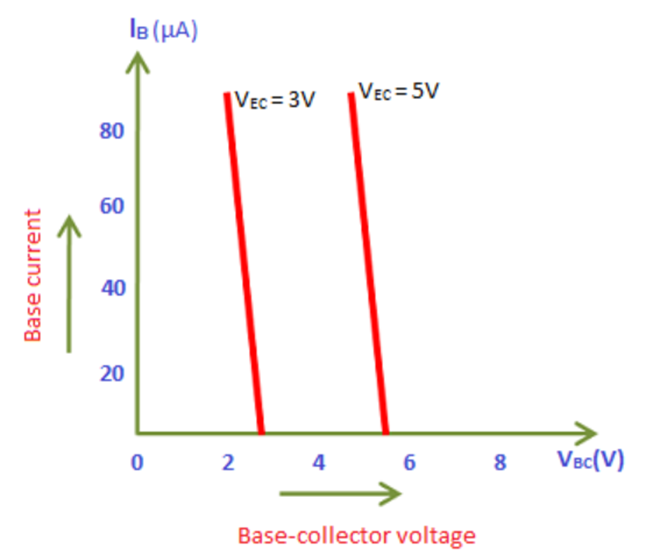 IB (μA)
VEC = 3V
VEC = 5V
80
60
40
20
Base current
0 2 4 6 8 VBC(V)
Base-collector voltage